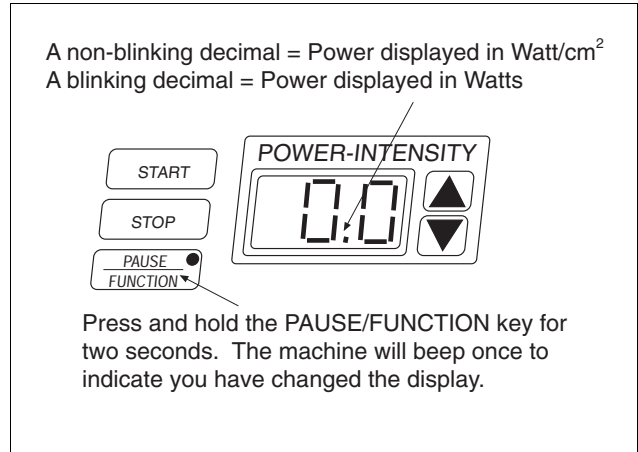 A non-blinking decimal = Power displayed in Watt/cm²
A blinking decimal = Power displayed in Watts
POWER-INTENSITY
START
0.0
STOP
PAUSE
FUNCTION
Press and hold the PAUSE/FUNCTION key for
two seconds. The machine will beep once to
indicate you have changed the display.